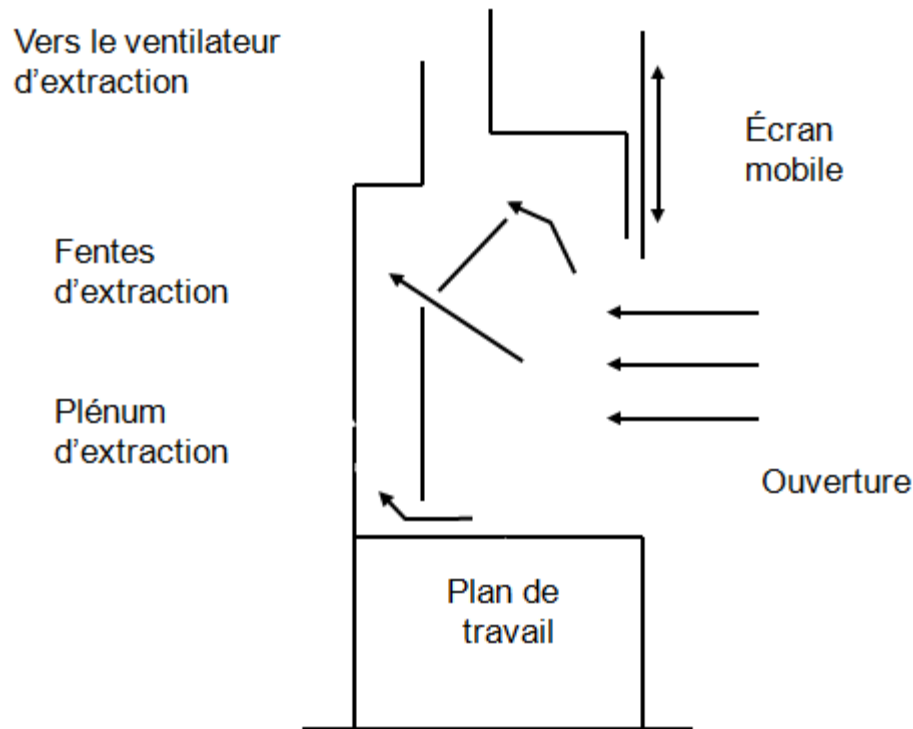 Vers le ventilateur
d’extraction
Écran
mobile
Fentes
d’extraction
Plénum
d’extraction
Ouverture
Plan de
travail